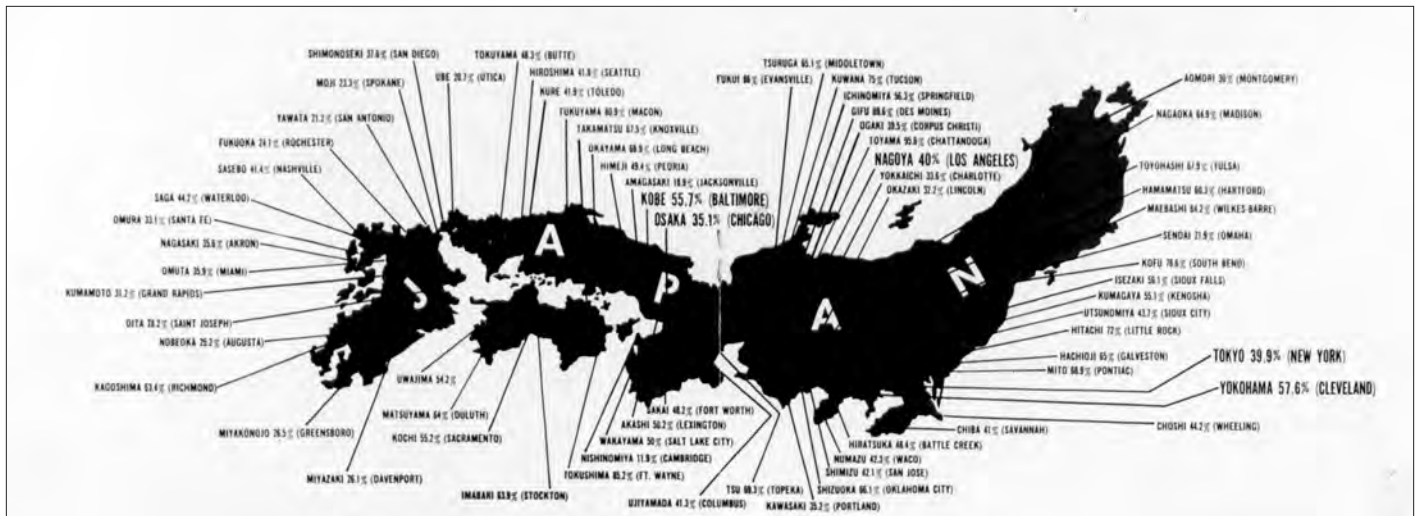 SHIMONOSEKI 37.6% (SAN DIEGO)
MOJI 23.3% (SPOKANE)
UBE 20.7% (UTICA)
TOKUYAMA 48.3% (BUTTE)
HIROSHIMA 41.8% (SEATTLE)
KURE 41.9% (TOLEDO)
YAWATA 21.2% (SAN ANTONIO)
FUKUYAMA 80.9% (MACON)
TAKAMATSU 67.5% (KNOXVILLE)
FUKUOKA 24.1% (ROCHESTER)
OKAYAMA 68.9% (LONG BEACH)
SASEBO 41.4% (NASHVILLE)
HIMEJI 49.4% (PEORIA)
AMAGASAKI 18.9% (JACKSONVILLE)
KOBE 55.7% (BALTIMORE)
OSAKA 35.1% (CHICAGO)
SAGA 44.2% (WATERLOO)
OMURA 33.1% (SANTA FE)
NAGASAKI 35.6% (AKRON)
OMUTA 35.9% (MIAMI)
KUMAMOTO 31.2% (GRAND RAPIDS)
OITA 28.2% (SAINT JOSEPH)
NOBEOKA 25.2% (AUGUSTA)
KAGOSHIMA 63.4% (RICHMOND)
MIYAKONOJO 26.5% (GREENSBORO)
MIYAZAKI 26.1% (DAVENPORT)
UWAJIMA 54.2%
MATSUYAMA 64% (DULUTH)
KOCHI 55.2% (SACRAMENTO)
IMABARI 63.9% (STOCKTON)
SAKAI 48.2% (FORT WORTH)
AKASHI 50.2% (LEXINGTON)
WAKAYAMA 50% (SALT LAKE CITY)
NISHINOMIYA 11.9% (CAMBRIDGE)
TOKUSHIMA 85.2% (FT. WAYNE)
UJIYAMADA 41.3% (COLUMBUS)
J A P A N
TSURUGA 65.1% (MIDDLETOWN)
FUKUI 86% (EVANSVILLE)
KUWANA 75% (TUCSON)
ICHINOMIYA 56.3% (SPRINGFIELD)
GIFU 69.6% (DES MOINES)
OGAKI 39.5% (CORPUS CHRISTI)
TOYAMA 95.6% (CHATTANOOGA)
NAGOYA 40% (LOS ANGELES)
YOKKAICHI 33.6% (CHARLOTTE)
OKAZAKI 32.2% (LINCOLN)
AOMORI 30% (MONTGOMERY)
NAGAOKA 64.9% (MADISON)
TOYOHASHI 67.9% (TULSA)
HAMAMATSU 60.3% (HARTFORD)
MAEBASHI 64.2% (WILKES-BARRE)
SENDAI 21.9% (OMAHA)
KOFU 78.6% (SOUTH BEND)
ISEZAKI 56.1% (SIOUX FALLS)
KUMAGAYA 55.1% (KENOSHA)
UTSUNOMIYA 43.7% (SIOUX CITY)
HITACHI 72% (LITTLE ROCK)
HACHIOJI 65% (GALVESTON)
MITO 68.9% (PONTIAC)
TOKYO 39.9% (NEW YORK)
YOKOHAMA 57.6% (CLEVELAND)
CHOSHI 44.2% (WHEELING)
CHIBA 41% (SAVANNAH)
HIRATSUKA 48.4% (BATTLE CREEK)
NUMAZU 42.3% (WACO)
SHIMIZU 42.1% (SAN JOSE)
SHIZUOKA 66.1% (OKLAHOMA CITY)
TSU 69.3% (TOPEKA)
KAWASAKI 35.2% (PORTLAND)